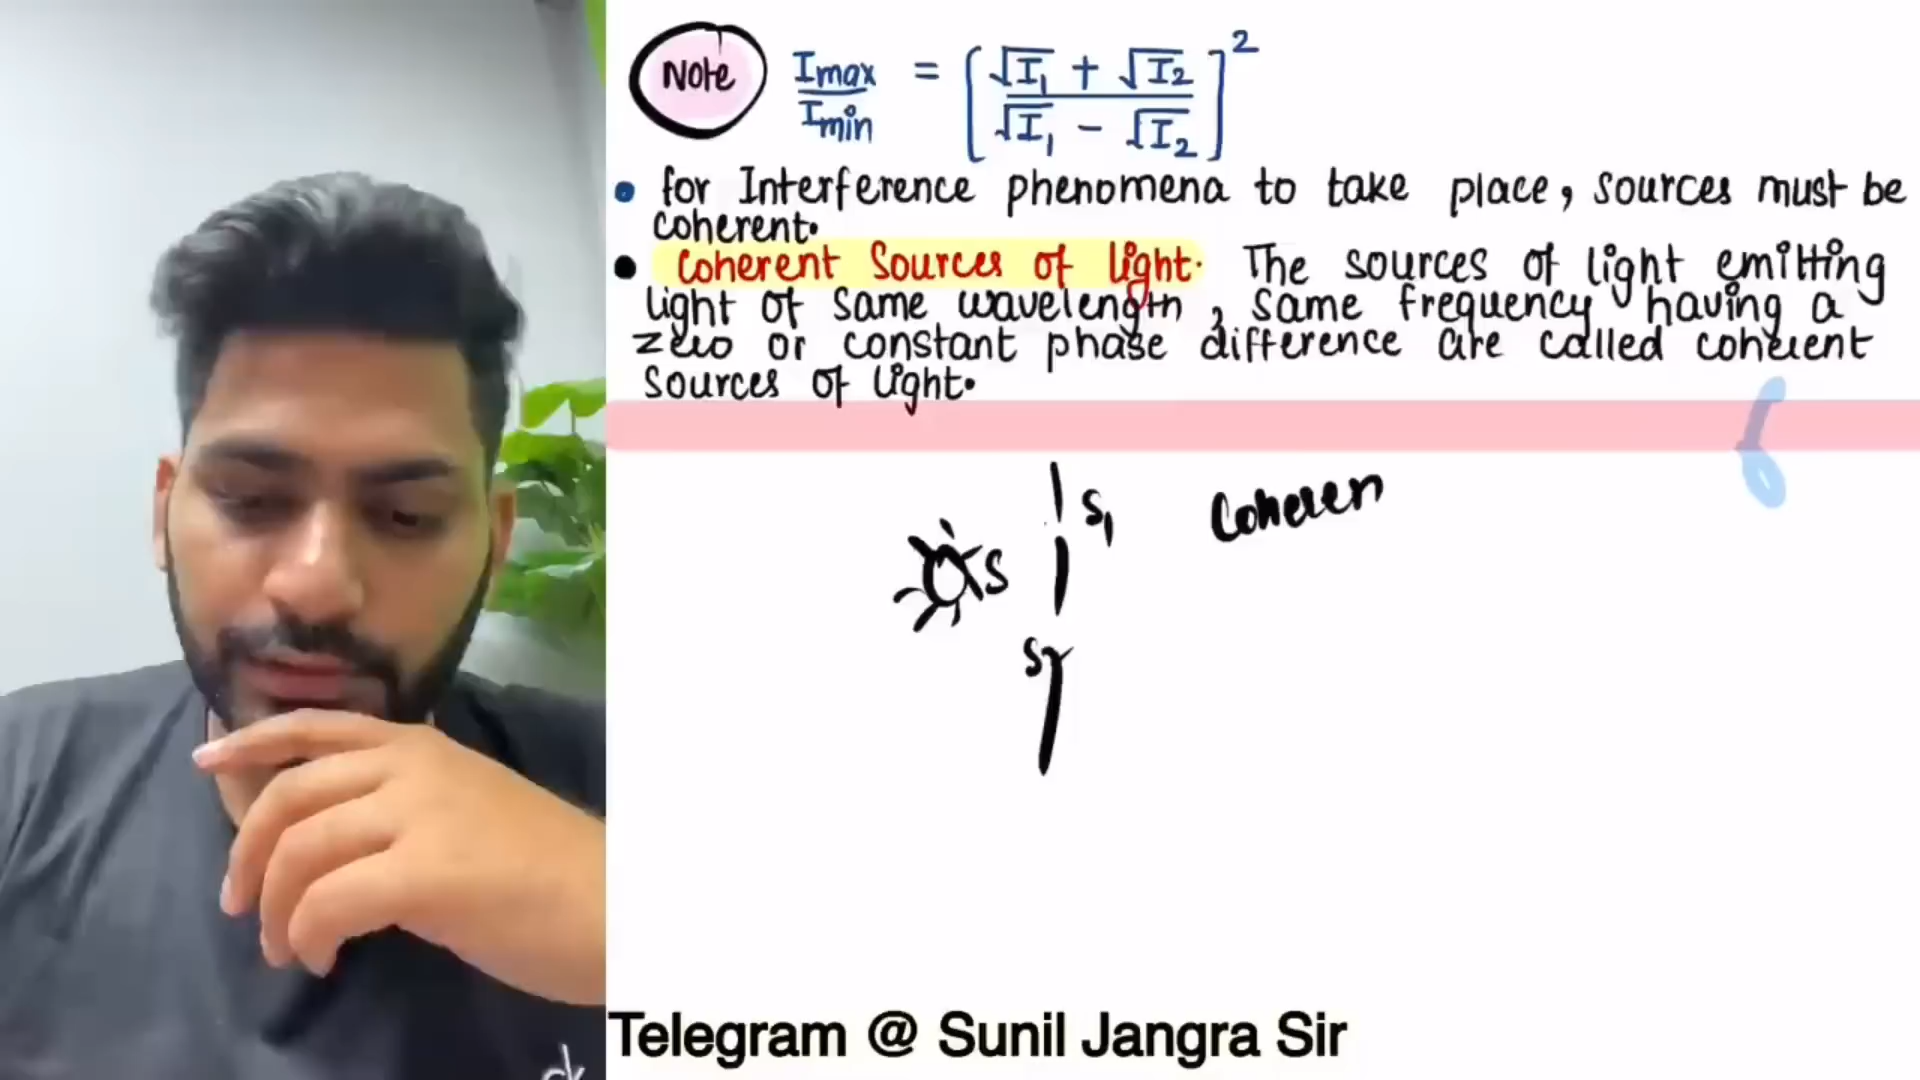 Note
Imax/Imin = [(√I1 + √I2)/(√I1 - √I2)]²
• for Interference phenomena to take place, sources must be
coherent.
• Coherent Sources of light. The sources of light emitting
light of same wavelength, same frequency having a
zero or constant phase difference are called coherent
sources of light.
S1
Coheren
S
S2
Telegram @ Sunil Jangra Sir